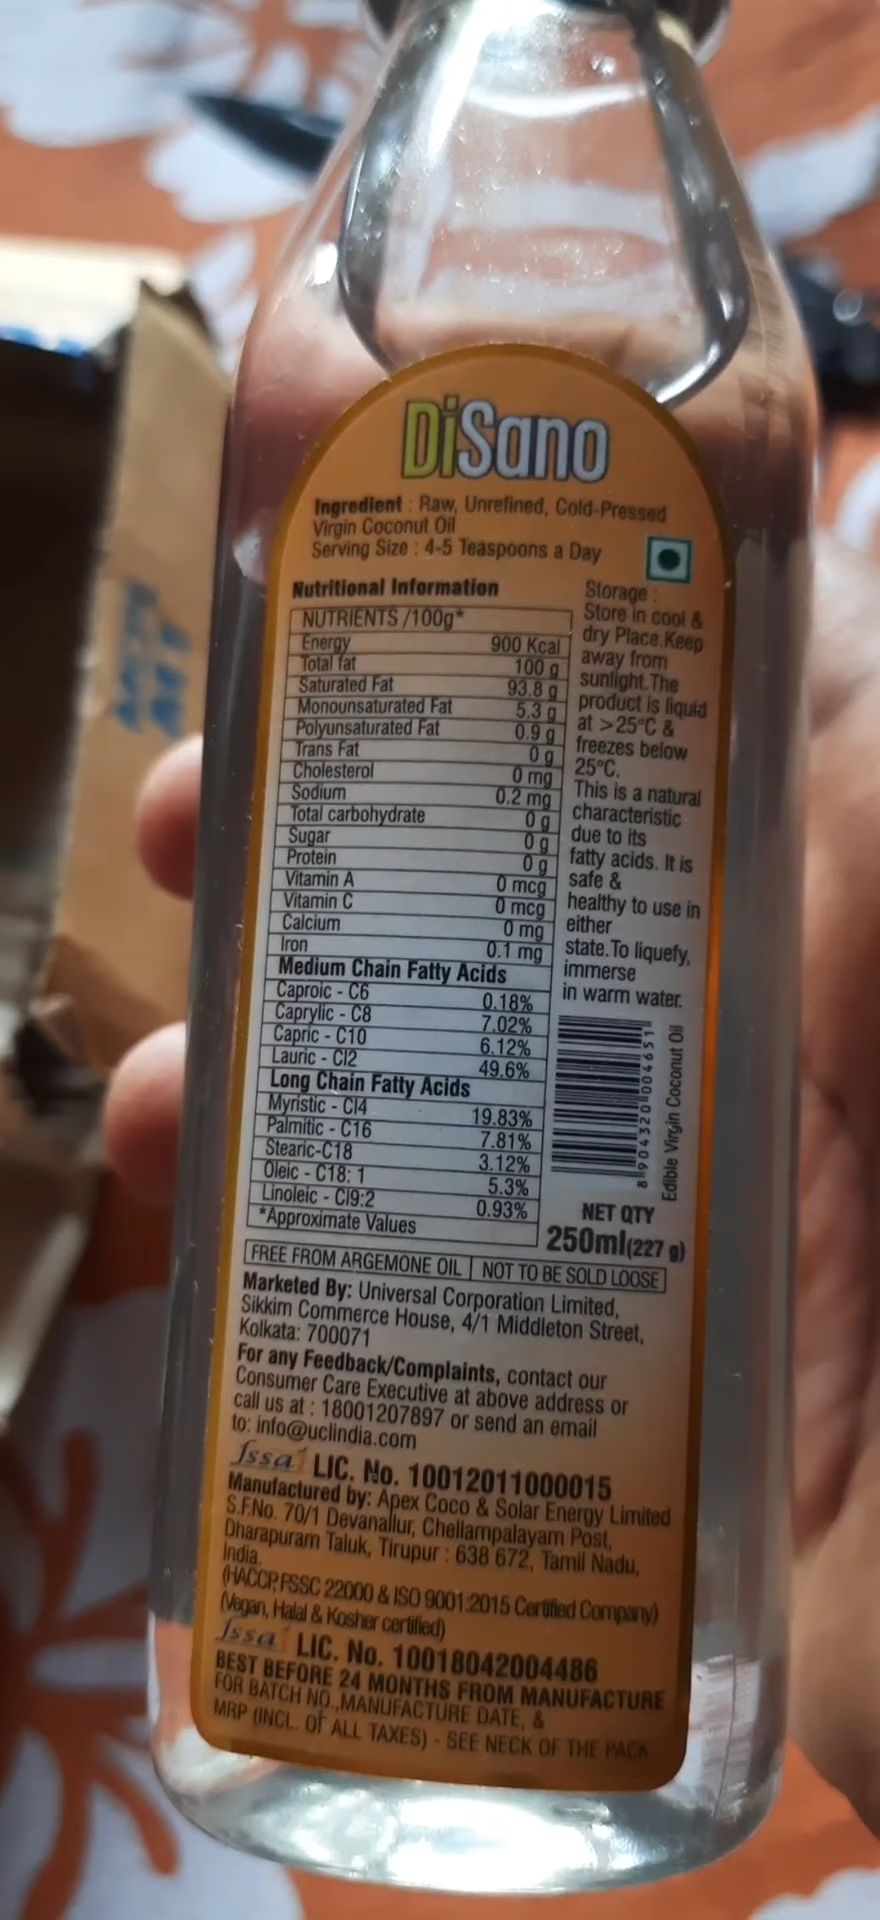 DiSano
Ingredient : Raw, Unrefined, Cold-Pressed
Virgin Coconut Oil
Serving Size : 4-5 Teaspoons a Day
Nutritional Information
NUTRIENTS /100g*
Energy 900 Kcal
Total fat 100 g
Saturated Fat 93.8 g
Monounsaturated Fat 5.3 g
Polyunsaturated Fat 0.9 g
Trans Fat 0 g
Cholesterol 0 mg
Sodium 0.2 mg
Total carbohydrate 0 g
Sugar 0 g
Protein 0 g
Vitamin A 0 mcg
Vitamin C 0 mcg
Calcium 0 mg
Iron 0.1 mg
Medium Chain Fatty Acids
Caproic - C6 0.18%
Caprylic - C8 7.02%
Capric - C10 6.12%
Lauric - Cl2 49.6%
Long Chain Fatty Acids
Myristic - Cl4 19.83%
Palmitic - C16 7.81%
Stearic-C18 3.12%
Oleic - C18: 1 5.3%
Linoleic - Cl9:2 0.93%
*Approximate Values
Storage :
Store in cool &
dry Place.Keep
away from
sunlight.The
product is liquid
at >25°C &
freezes below
25°C.
This is a natural
characteristic
due to its
fatty acids. It is
safe &
healthy to use in
either
state.To liquefy,
immerse
in warm water.
8 904320 004651
Edible Virgin Coconut Oil
NET QTY
250ml(227 g)
FREE FROM ARGEMONE OIL NOT TO BE SOLD LOOSE
Marketed By: Universal Corporation Limited,
Sikkim Commerce House, 4/1 Middleton Street,
Kolkata: 700071
For any Feedback/Complaints, contact our
Consumer Care Executive at above address or
call us at : 18001207897 or send an email
to: info@uclindia.com
fssai LIC. No. 10012011000015
Manufactured by: Apex Coco & Solar Energy Limited
S.F.No. 70/1 Devanallur, Chellampalayam Post,
Dharapuram Taluk, Tirupur : 638 672, Tamil Nadu,
India.
(HACCP, FSSC 22000 & ISO 9001:2015 Certified Company)
(Vegan, Halal & Kosher certified)
fssai LIC. No. 10018042004486
BEST BEFORE 24 MONTHS FROM MANUFACTURE
FOR BATCH NO.,MANUFACTURE DATE, &
MRP (INCL. OF ALL TAXES) - SEE NECK OF THE PACK